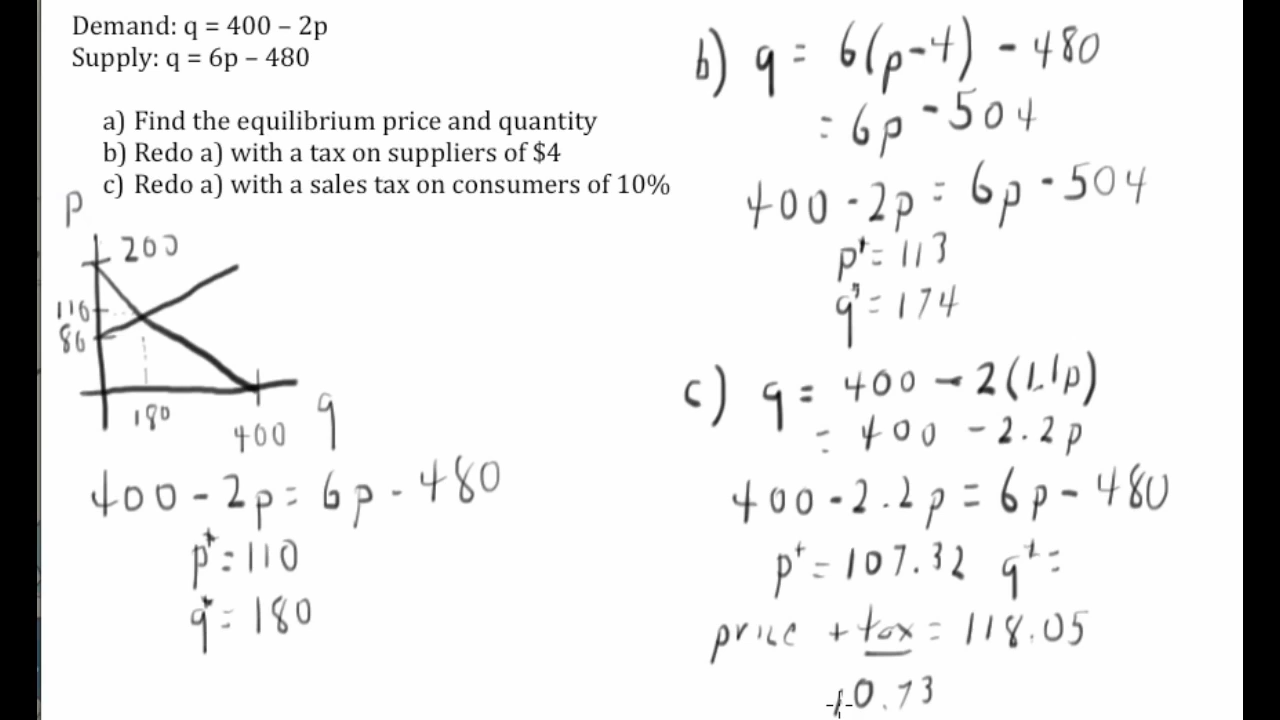 Demand: q = 400 – 2p
Supply: q = 6p – 480
a) Find the equilibrium price and quantity
b) Redo a) with a tax on suppliers of $4
c) Redo a) with a sales tax on consumers of 10%
p
200
110
80
180
400
q
400 - 2p = 6p - 480
p* = 110
q* = 180
b) q = 6(p-4) - 480
= 6p - 504
400 - 2p = 6p - 504
p* = 113
q* = 174
c) q = 400 - 2(1.1p)
= 400 - 2.2p
400 - 2.2p = 6p - 480
p* = 107.32 q* =
price + tax = 118.05
10.73